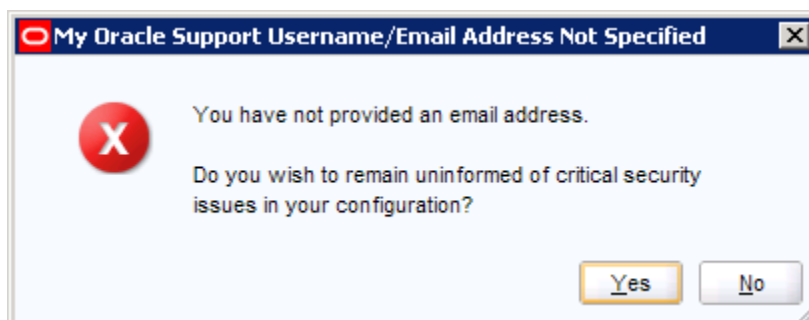 My Oracle Support Username/Email Address Not Specified
You have not provided an email address.
Do you wish to remain uninformed of critical security
issues in your configuration?
Yes No